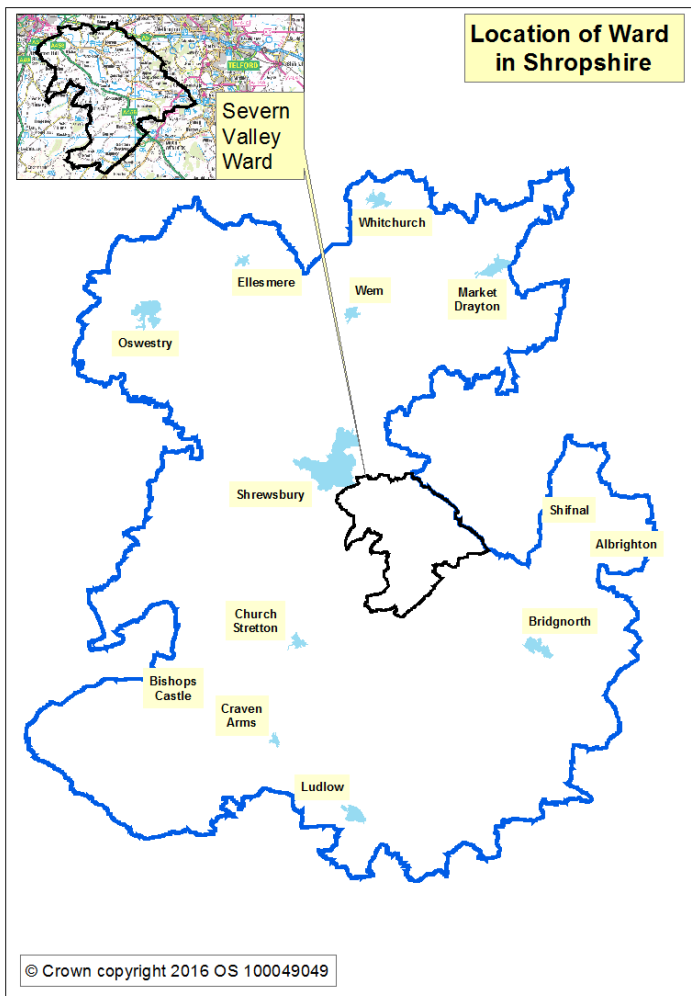 Location of Ward
in Shropshire
TELFORD
Severn
Valley
Ward
Whitchurch
Ellesmere
Wem
Market
Drayton
Oswestry
Shrewsbury
Shifnal
Albrighton
Church
Stretton
Bridgnorth
Bishops
Castle
Craven
Arms
Ludlow
© Crown copyright 2016 OS 100049049